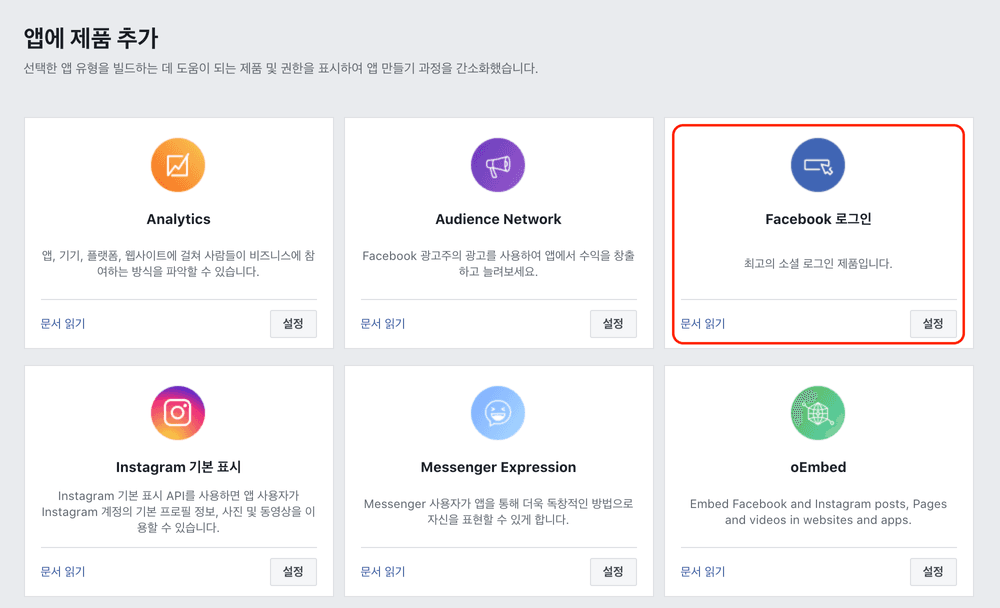 앱에 제품 추가
선택한 앱 유형을 빌드하는 데 도움이 되는 제품 및 권한을 표시하여 앱 만들기 과정을 간소화했습니다.
Analytics
앱, 기기, 플랫폼, 웹사이트에 걸쳐 사람들이 비즈니스에 참
여하는 방식을 파악할 수 있습니다.
문서 읽기
설정
Audience Network
Facebook 광고주의 광고를 사용하여 앱에서 수익을 창출
하고 늘려보세요.
문서 읽기
설정
Facebook 로그인
최고의 소셜 로그인 제품입니다.
문서 읽기
설정
Instagram 기본 표시
Instagram 기본 표시 API를 사용하면 앱 사용자가
Instagram 계정의 기본 프로필 정보, 사진 및 동영상을 이
용할 수 있습니다.
문서 읽기
설정
Messenger Expression
Messenger 사용자가 앱을 통해 더욱 독창적인 방법으로
자신을 표현할 수 있게 합니다.
문서 읽기
설정
oEmbed
Embed Facebook and Instagram posts, Pages
and videos in websites and apps.
문서 읽기
설정